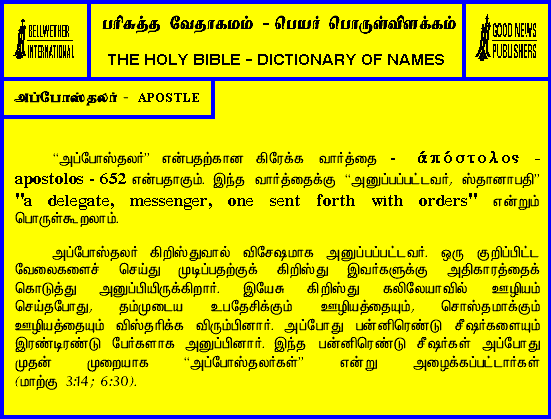 BELLWETHER
INTERNATIONAL
பரிசுத்த வேதாகமம் - பெயர் பொருள்விளக்கம்
THE HOLY BIBLE - DICTIONARY OF NAMES
GOOD NEWS
PUBLISHERS
அப்போஸ்தலர் - APOSTLE
“அப்போஸ்தலர்” என்பதற்கான கிரேக்க வார்த்தை - άπόστολος -
apostolos - 652 என்பதாகும். இந்த வார்த்தைக்கு “அனுப்பப்பட்டவர், ஸ்தானாபதி”
"a delegate, messenger, one sent forth with orders" என்றும்
பொருள்கூறலாம்.
அப்போஸ்தலர் கிறிஸ்துவால் விசேஷமாக அனுப்பப்பட்டவர். ஒரு குறிப்பிட்ட
வேலைகளைச் செய்து முடிப்பதற்குக் கிறிஸ்து இவர்களுக்கு அதிகாரத்தைக்
கொடுத்து அனுப்பியிருக்கிறார். இயேசு கிறிஸ்து கலிலேயாவில் ஊழியம்
செய்தபோது, தம்முடைய உபதேசிக்கும் ஊழியத்தையும், சொஸ்தமாக்கும்
ஊழியத்தையும் விஸ்தரிக்க விரும்பினார். அப்போது பன்னிரெண்டு சீஷர்களையும்
இரண்டிரண்டு பேர்களாக அனுப்பினார். இந்த பன்னிரெண்டு சீஷர்கள் அப்போது
முதன் முறையாக “அப்போஸ்தலர்கள்” என்று அழைக்கப்பட்டார்கள்
(மாற்கு 3:14; 6:30).